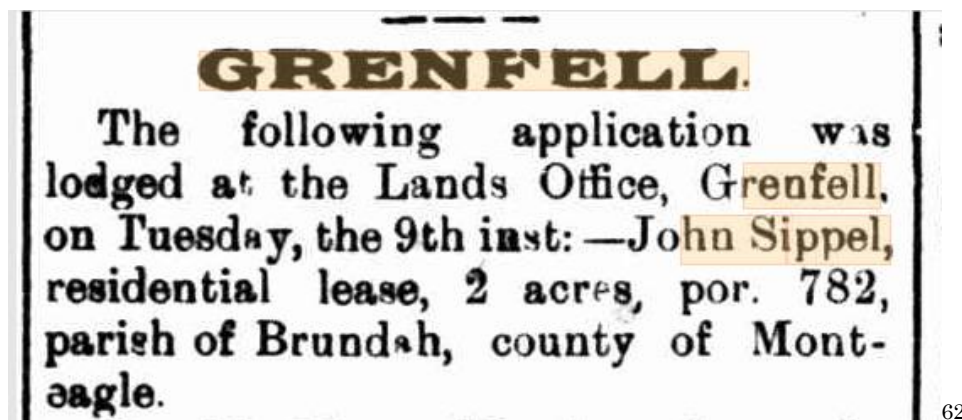 GRENFELL.
The following application was
lodged at the Lands Office, Grenfell,
on Tuesday, the 9th inst: —John Sippel,
residential lease, 2 acres, por. 782,
parish of Brundah, county of Mont-
eagle.
62